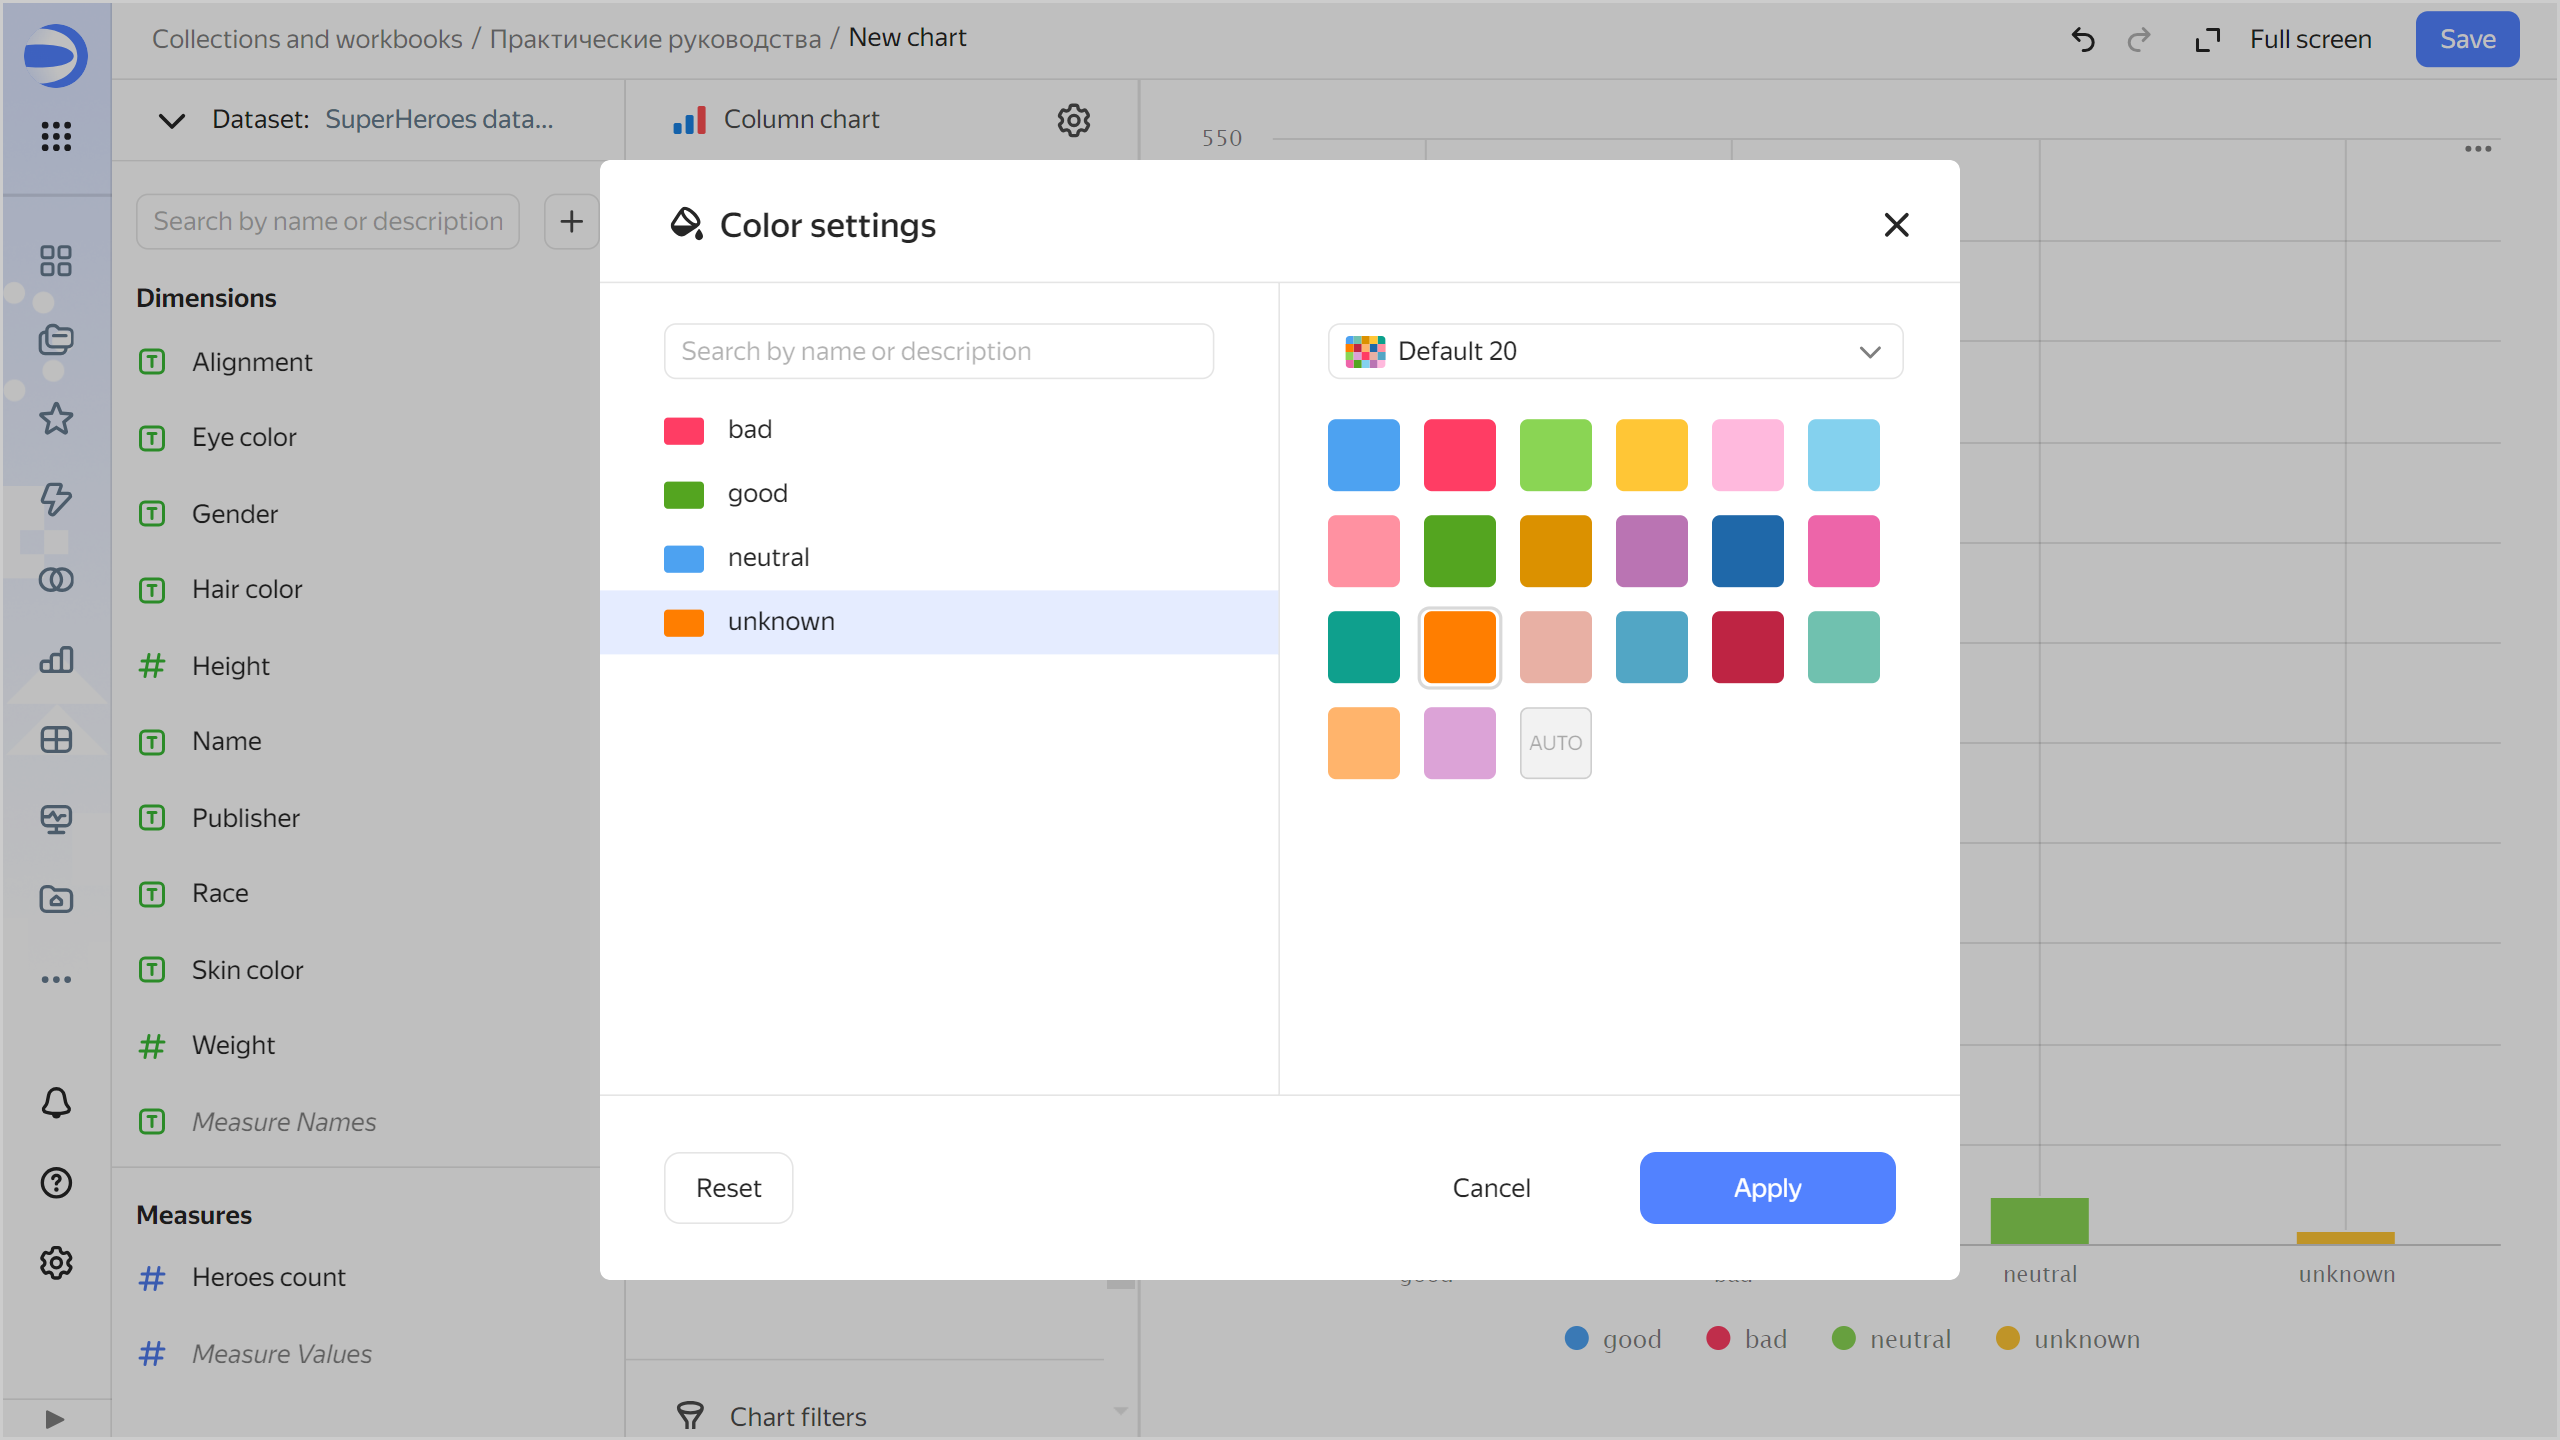 Collections and workbooks / Практические руководства / New chart
Full screen
Save
Dataset: SuperHeroes data...
Column chart
Search by name or description
Dimensions
Alignment
Eye color
Gender
Hair color
Height
Name
Publisher
Race
Skin color
Weight
Measure Names
Measures
Heroes count
Measure Values
Color settings
Search by name or description
bad
good
neutral
unknown
Default 20
AUTO
Reset
Cancel
Apply
Chart filters
550
good
bad
neutral
unknown
good
bad
neutral
unknown